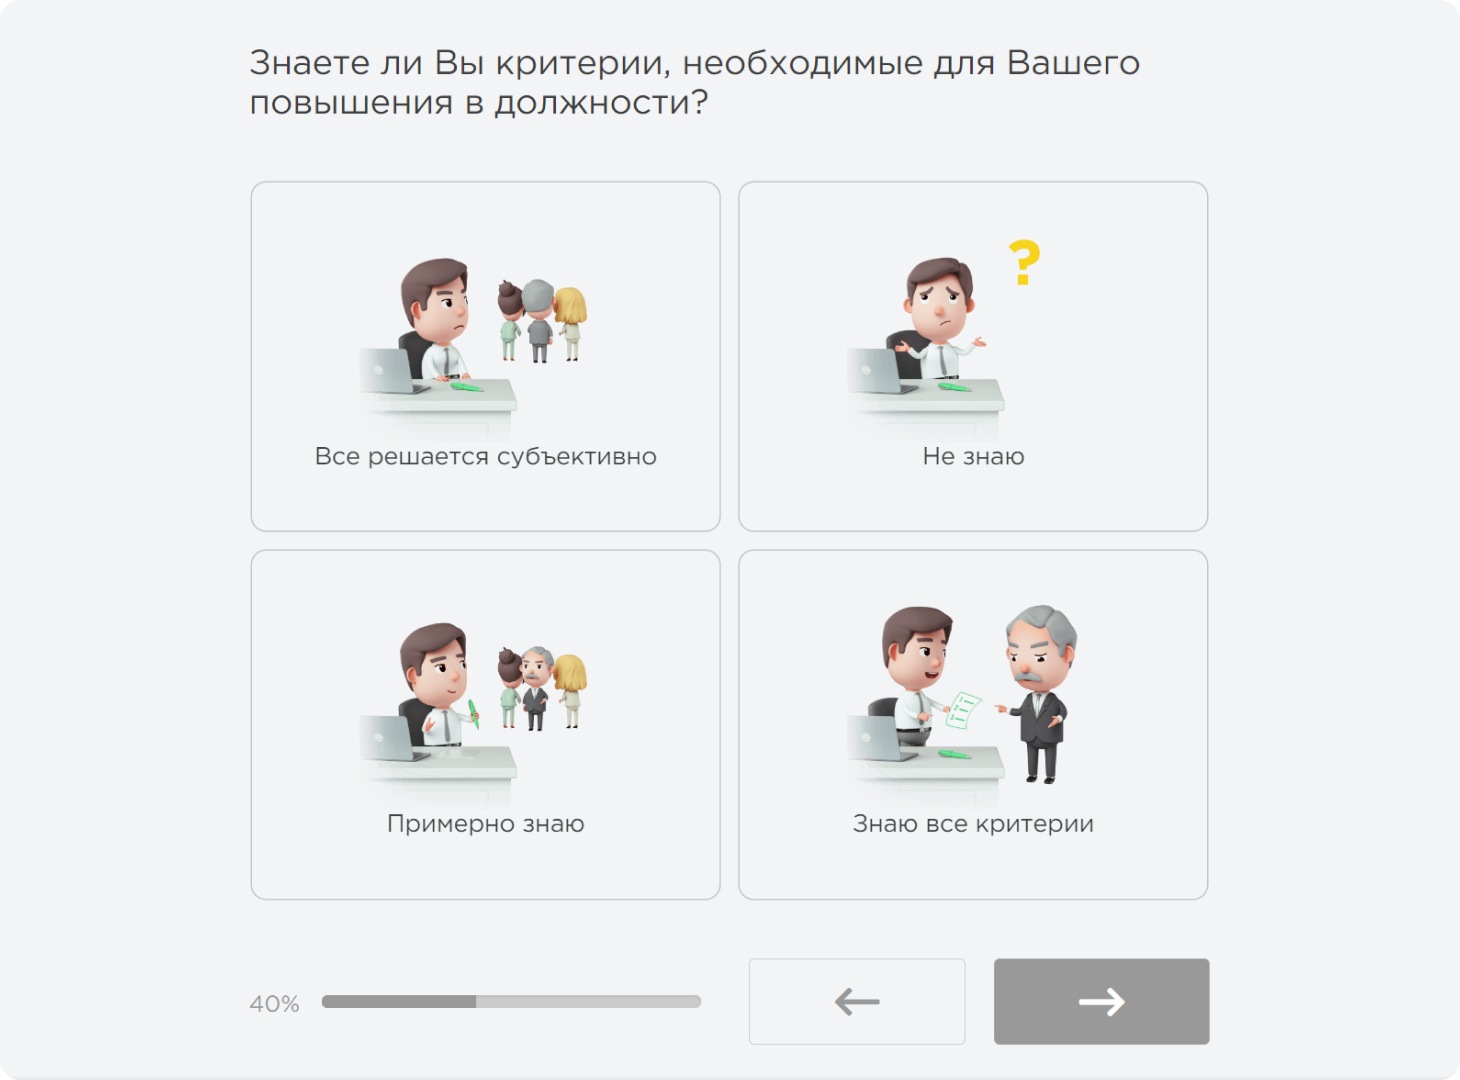 Знаете ли Вы критерии, необходимые для Вашего
повышения в должности?
?
Все решается субъективно
Не знаю
Примерно знаю
Знаю все критерии
40%